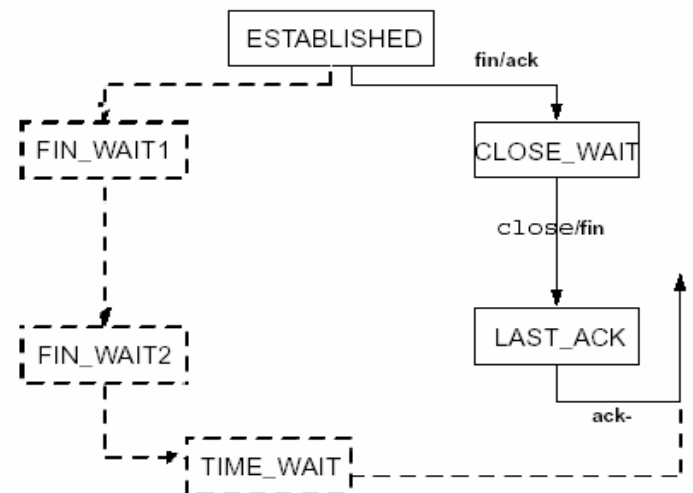 ESTABLISHED
fin/ack
FIN_WAIT1
CLOSE_WAIT
close/fin
FIN_WAIT2
LAST_ACK
ack-
TIME_WAIT